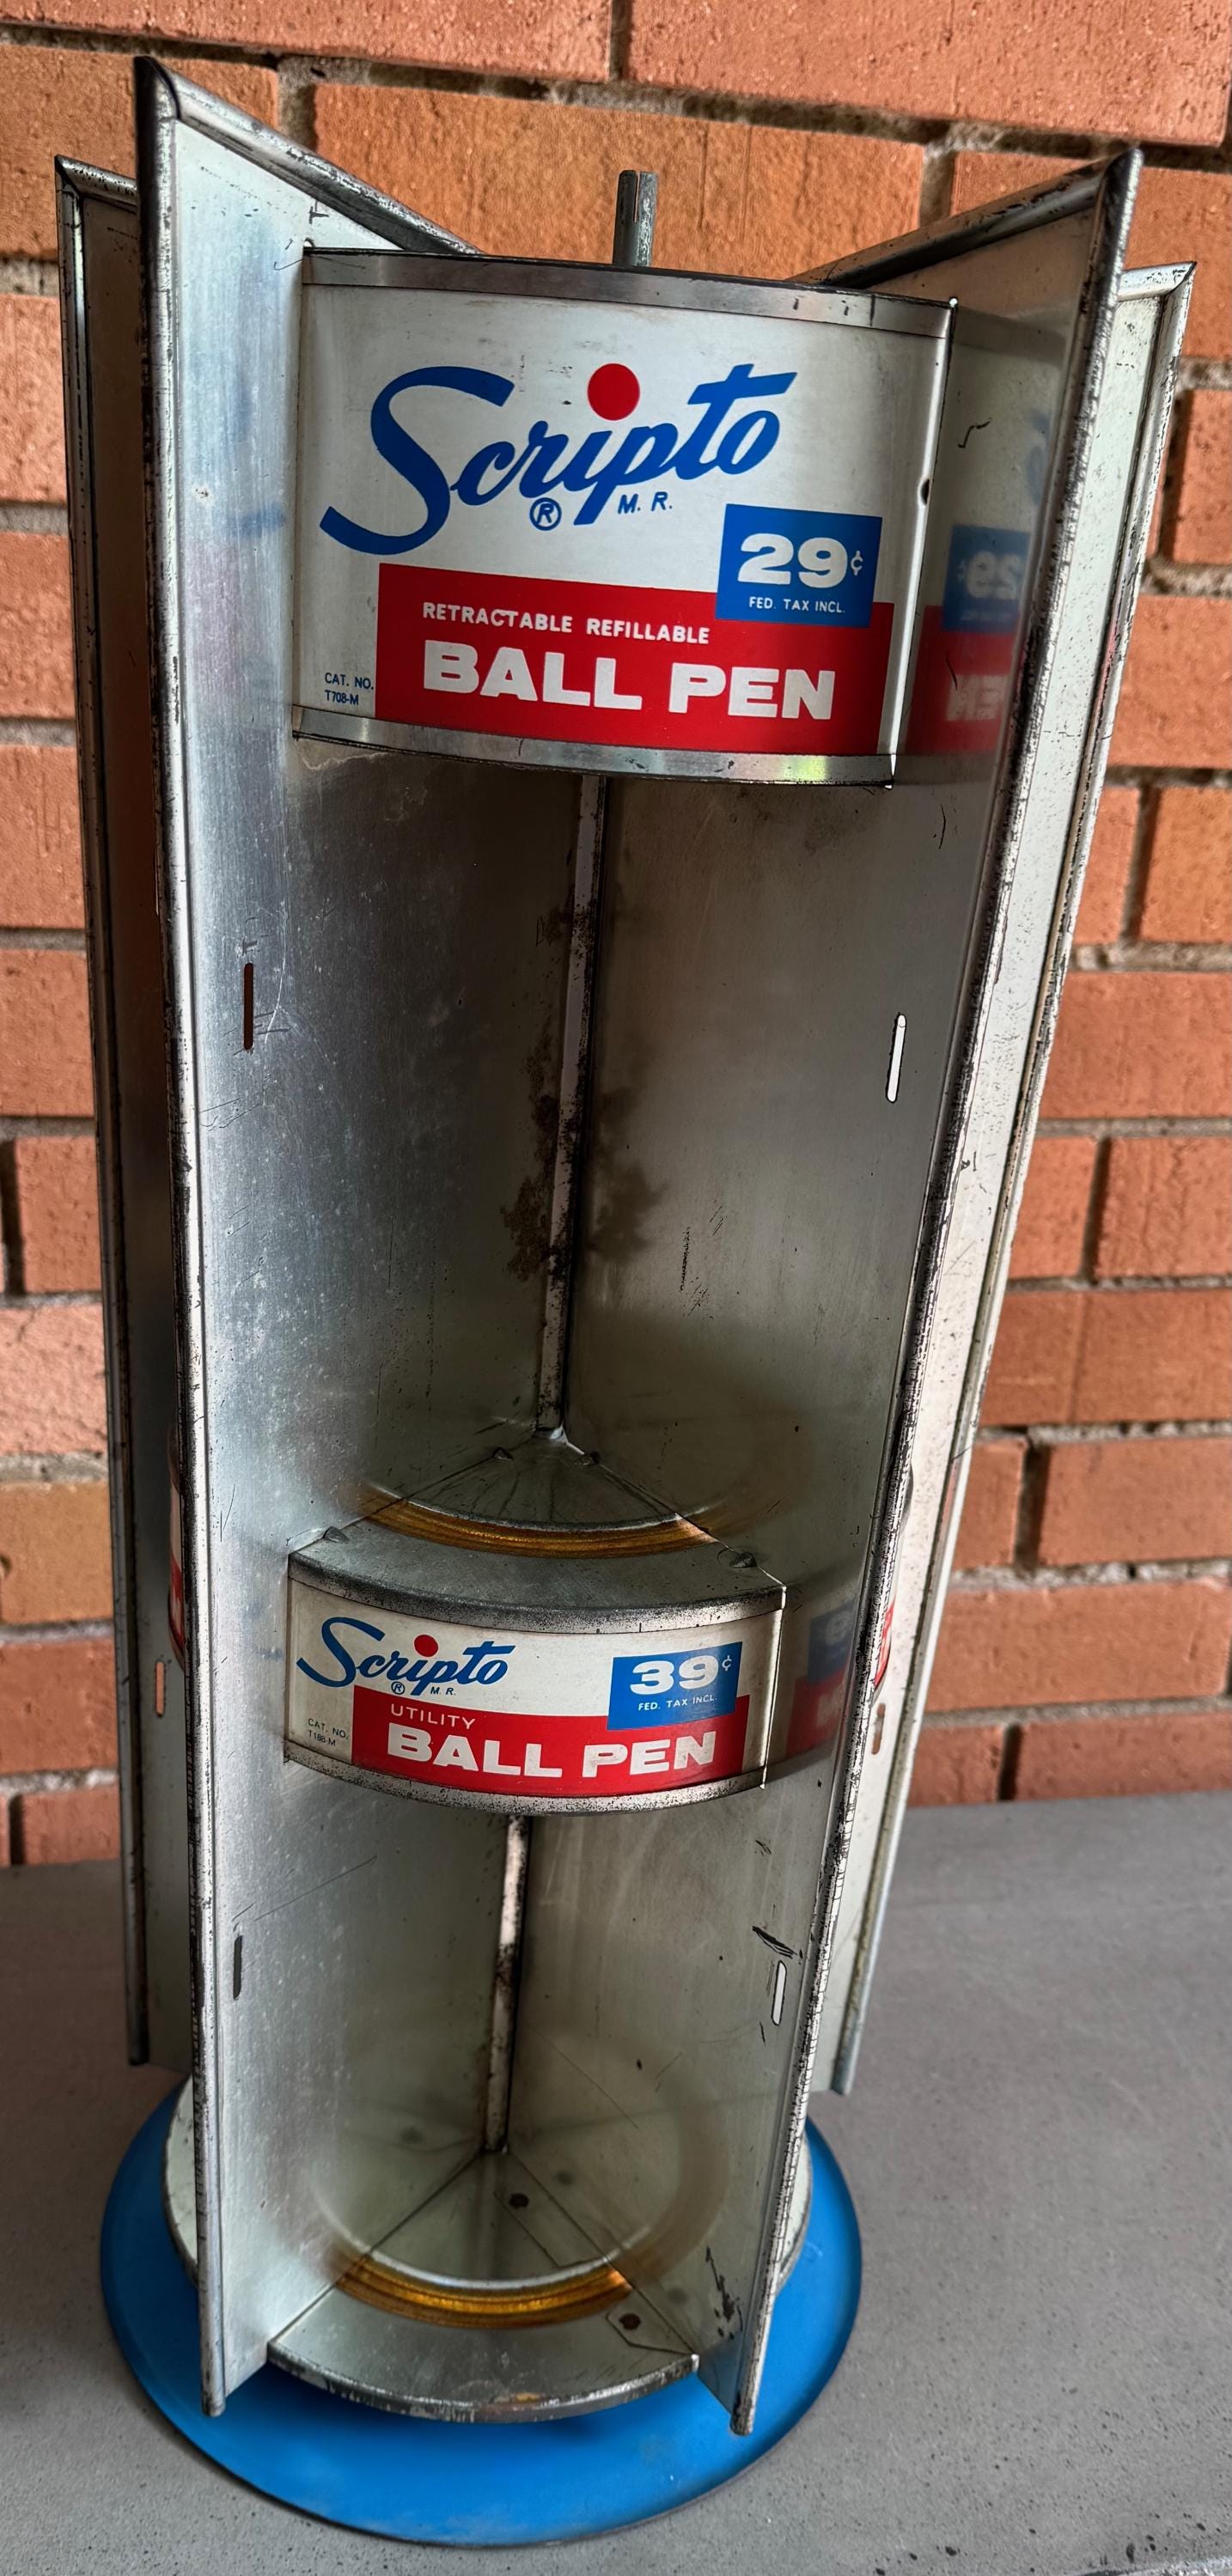 Scripto
® M. R.
29¢
FED. TAX INCL.
RETRACTABLE REFILLABLE
BALL PEN
CAT. NO.
T708-M
Scripto
® M. R.
39¢
FED. TAX INCL.
UTILITY
BALL PEN
CAT. NO.
T188-M